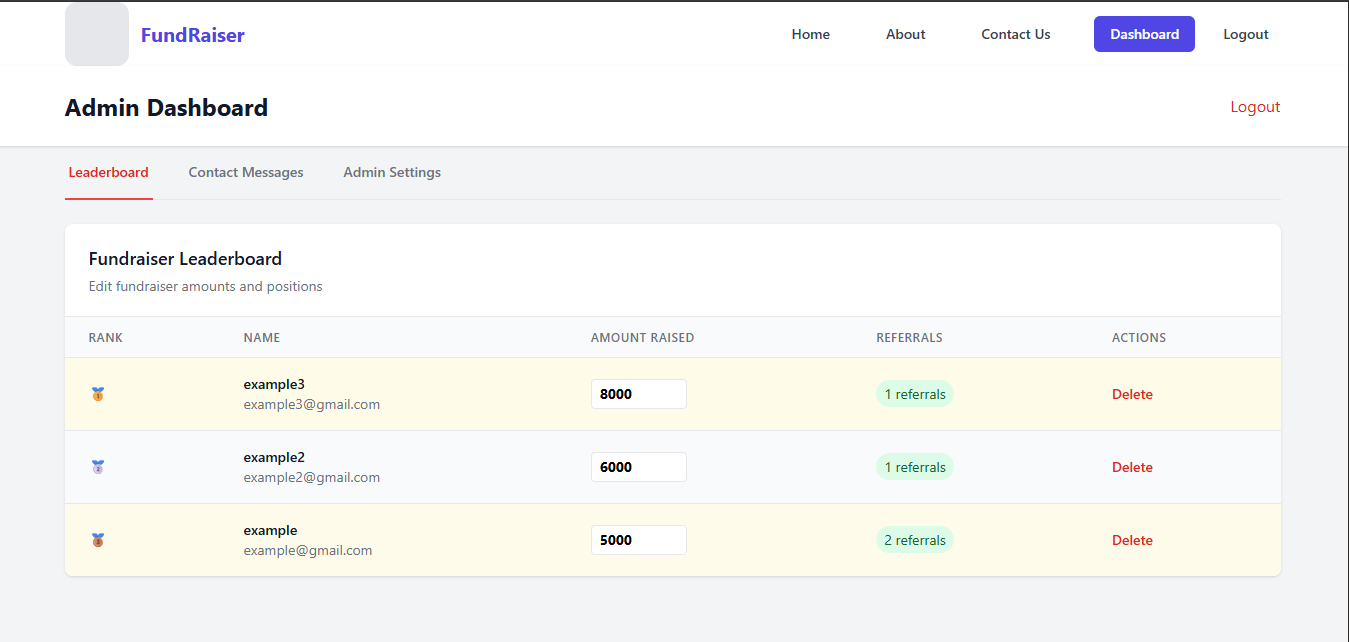 FundRaiser
Home About Contact Us Dashboard Logout
Admin Dashboard
Logout
Leaderboard Contact Messages Admin Settings
Fundraiser Leaderboard
Edit fundraiser amounts and positions
RANK NAME AMOUNT RAISED REFERRALS ACTIONS
1 example3 8000 1 referrals Delete
example3@gmail.com
2 example2 6000 1 referrals Delete
example2@gmail.com
3 example 5000 2 referrals Delete
example@gmail.com